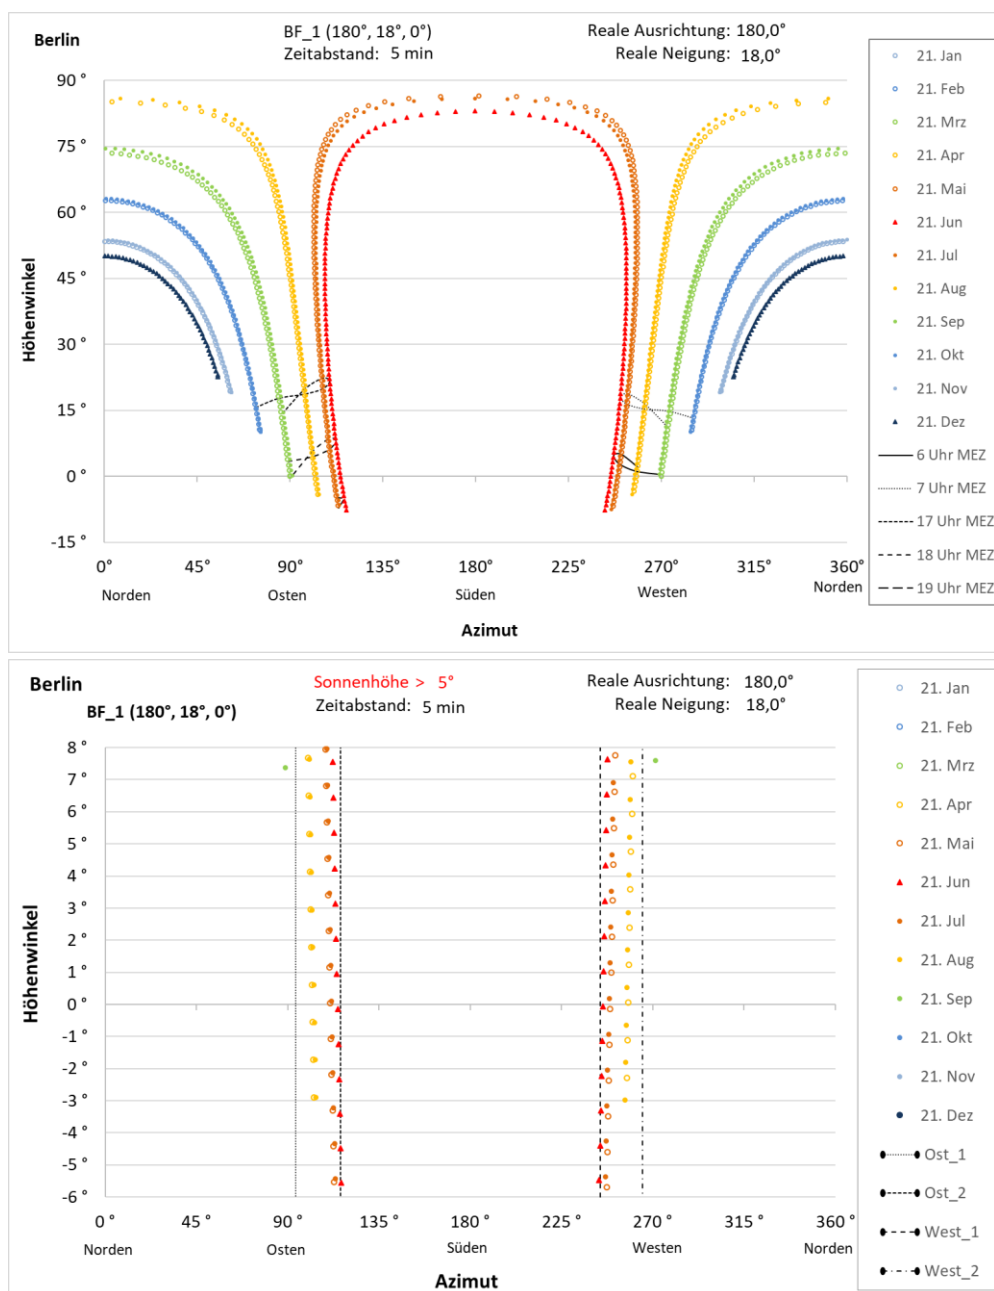 Berlin
BF_1 (180°, 18°, 0°)
Zeitabstand: 5 min
Reale Ausrichtung: 180,0°
Reale Neigung: 18,0°
90 °
75 °
60 °
45 °
30 °
15 °
0 °
-15 °
Höhenwinkel
0° 45° 90° 135° 180° 225° 270° 315° 360°
Norden Osten Süden Westen Norden
Azimut
21. Jan
21. Feb
21. Mrz
21. Apr
21. Mai
21. Jun
21. Jul
21. Aug
21. Sep
21. Okt
21. Nov
21. Dez
6 Uhr MEZ
7 Uhr MEZ
17 Uhr MEZ
18 Uhr MEZ
19 Uhr MEZ
Berlin
BF_1 (180°, 18°, 0°)
Sonnenhöhe > 5°
Zeitabstand: 5 min
Reale Ausrichtung: 180,0°
Reale Neigung: 18,0°
8 °
7 °
6 °
5 °
4 °
3 °
2 °
1 °
0 °
-1 °
-2 °
-3 °
-4 °
-5 °
-6 °
Höhenwinkel
0 ° 45 ° 90 ° 135 ° 180 ° 225 ° 270 ° 315 ° 360 °
Norden Osten Süden Westen Norden
Azimut
21. Jan
21. Feb
21. Mrz
21. Apr
21. Mai
21. Jun
21. Jul
21. Aug
21. Sep
21. Okt
21. Nov
21. Dez
Ost_1
Ost_2
West_1
West_2